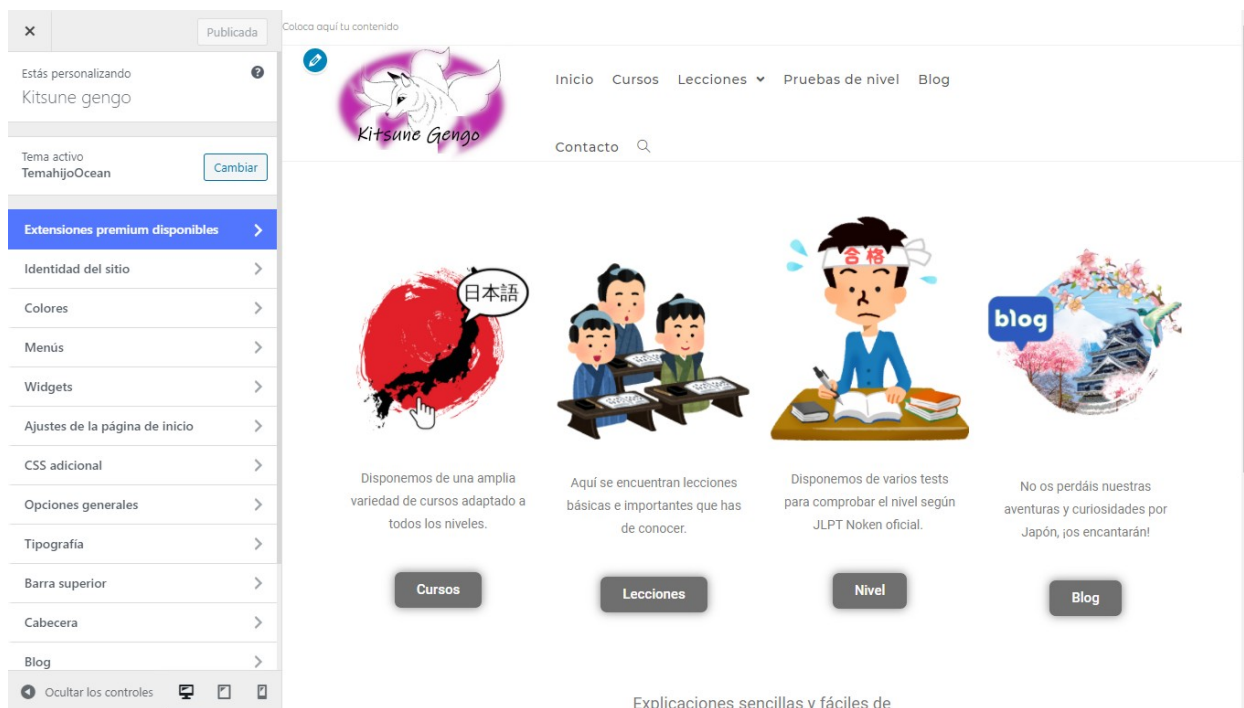 Publicada
Estás personalizando
Kitsune gengo
Tema activo
TemahijoOcean
Cambiar
Extensiones premium disponibles
Identidad del sitio
Colores
Menús
Widgets
Ajustes de la página de inicio
CSS adicional
Opciones generales
Tipografía
Barra superior
Cabecera
Blog
Ocultar los controles
Coloca aquí tu contenido
Kitsune Gengo
Inicio Cursos Lecciones Pruebas de nivel Blog
Contacto
日本語
合格
blog
Disponemos de una amplia
variedad de cursos adaptado a
todos los niveles.
Cursos
Aquí se encuentran lecciones
básicas e importantes que has
de conocer.
Lecciones
Disponemos de varios tests
para comprobar el nivel según
JLPT Noken oficial.
Nivel
No os perdáis nuestras
aventuras y curiosidades por
Japón, ¡os encantarán!
Blog
Explicaciones sencillas y fáciles de